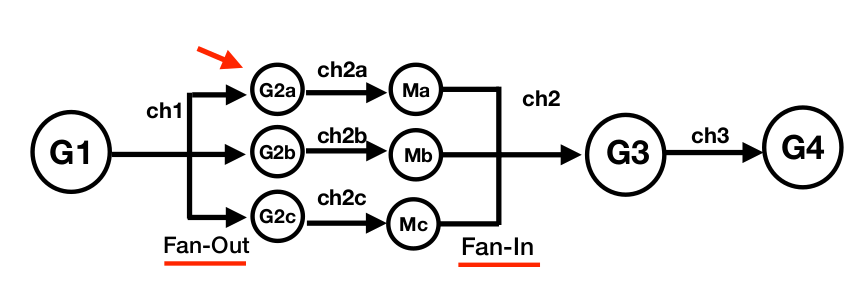 G1
ch1
G2a
ch2a
Ma
G2b
ch2b
Mb
G2c
ch2c
Mc
ch2
G3
ch3
G4
Fan-Out
Fan-In